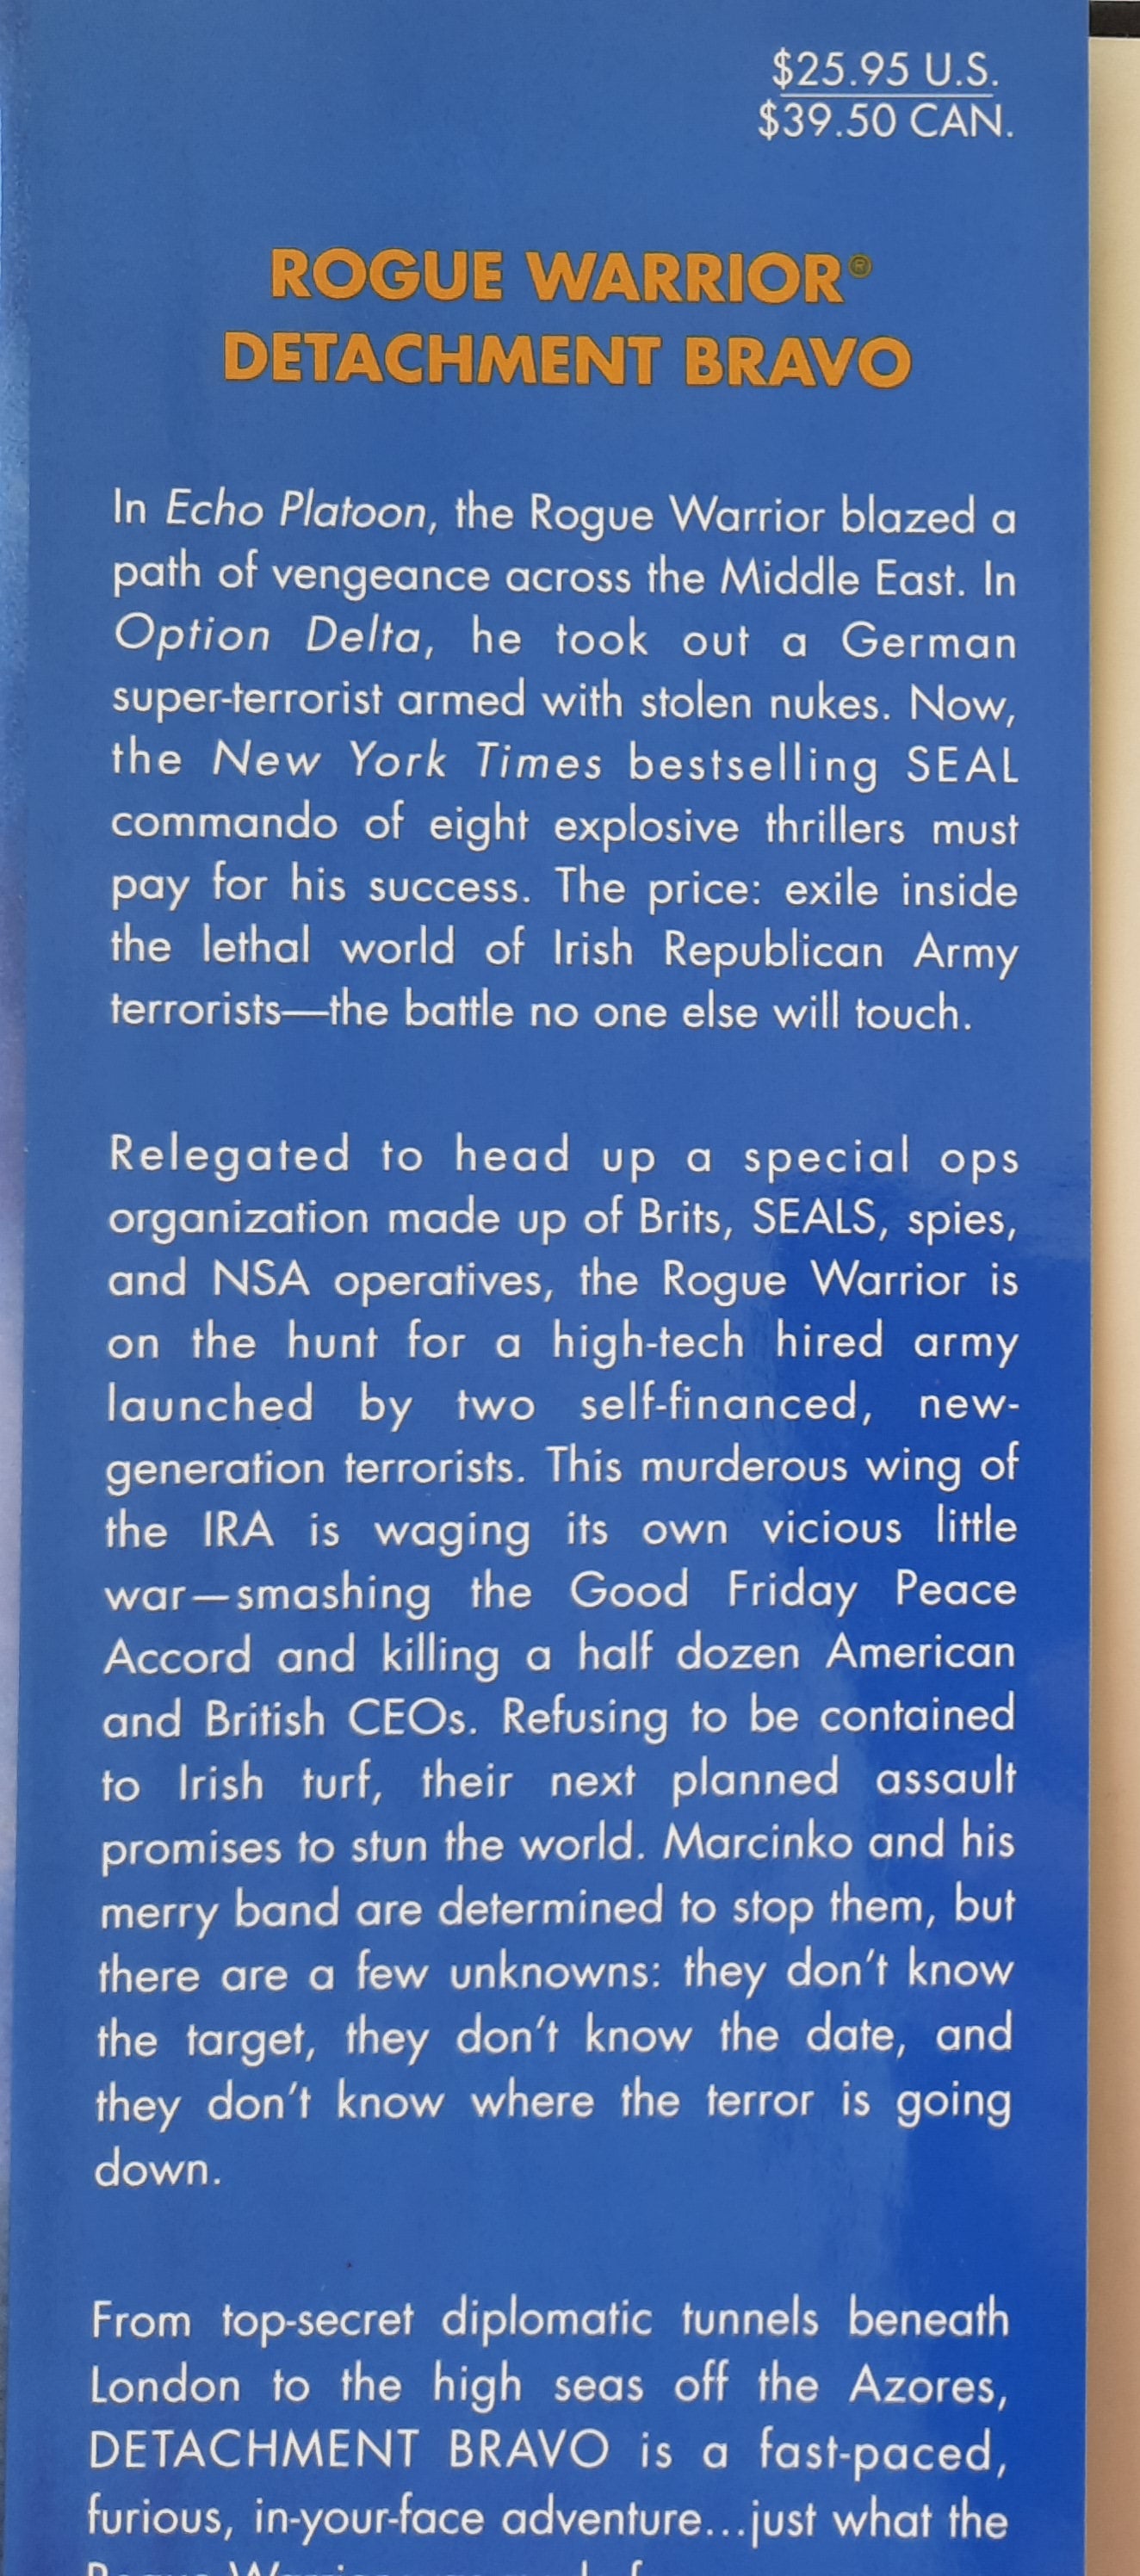 $25.95 U.S.
$39.50 CAN.
ROGUE WARRIOR®
DETACHMENT BRAVO
In Echo Platoon, the Rogue Warrior blazed a
path of vengeance across the Middle East. In
Option Delta, he took out a German
super-terrorist armed with stolen nukes. Now,
the New York Times bestselling SEAL
commando of eight explosive thrillers must
pay for his success. The price: exile inside
the lethal world of Irish Republican Army
terrorists—the battle no one else will touch.
Relegated to head up a special ops
organization made up of Brits, SEALS, spies,
and NSA operatives, the Rogue Warrior is
on the hunt for a high-tech hired army
launched by two self-financed, new-
generation terrorists. This murderous wing of
the IRA is waging its own vicious little
war—smashing the Good Friday Peace
Accord and killing a half dozen American
and British CEOs. Refusing to be contained
to Irish turf, their next planned assault
promises to stun the world. Marcinko and his
merry band are determined to stop them, but
there are a few unknowns: they don't know
the target, they don't know the date, and
they don't know where the terror is going
down.
From top-secret diplomatic tunnels beneath
London to the high seas off the Azores,
DETACHMENT BRAVO is a fast-paced,
furious, in-your-face adventure...just what the